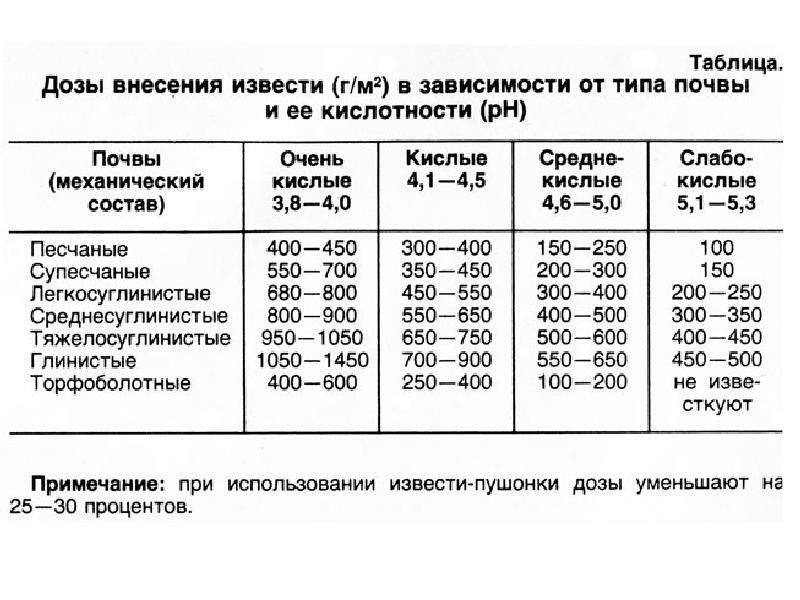 Таблица.
Дозы внесения извести (г/м²) в зависимости от типа почвы
и ее кислотности (рН)
Почвы (механический состав) Очень кислые 3,8—4,0 Кислые 4,1—4,5 Средне-кислые 4,6—5,0 Слабо-кислые 5,1—5,3
Песчаные 400—450 300—400 150—250 100
Супесчаные 550—700 350—450 200—300 150
Легкосуглинистые 680—800 450—550 300—400 200—250
Среднесуглинистые 800—900 550—650 400—500 300—350
Тяжелосуглинистые 950—1050 650—750 500—600 400—450
Глинистые 1050—1450 700—900 550—650 450—500
Торфоболотные 400—600 250—400 100—200 не изве-
сткуют
Примечание: при использовании извести-пушонки дозы уменьшают на
25—30 процентов.